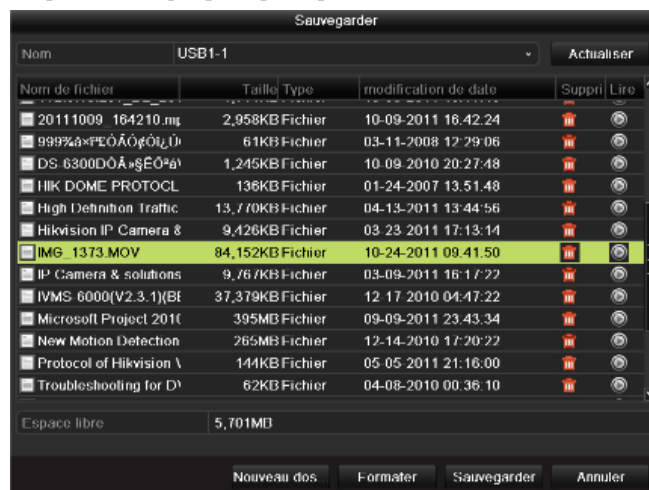 Sauvegarder
Nom USB1-1 Actualiser
Nom de fichier Taille Type modification de date Suppri Lire
20111009_164210.mp 2,958KB Fichier 10-09-2011 16.42.24
61KB Fichier 03-11-2008 12:29:06
1,245KB Fichier 10-09-2010 20:27:48
HIK DOME PROTOCL 136KB Fichier 01-24-2007 13.51.48
High Definition Traffic 13,770KB Fichier 04-13-2011 13:44:56
Hikvision IP Camera & 9,426KB Fichier 03-23-2011 17:13:14
IMG_1373.MOV 84,152KB Fichier 10-24-2011 09.41.50
IP Camera & solutions 9,767KB Fichier 03-09-2011 16:17:22
IVMS-6000(V2.3.1)(BE 37,379KB Fichier 12-17-2010 04:47:22
Microsoft Project 201( 395MB Fichier 09-09-2011 23.43.34
New Motion Detection 265MB Fichier 12-14-2010 17:20:22
Protocol of Hikvision 144KB Fichier 05-05-2011 21:16:00
Troubleshooting for 62KB Fichier 04-08-2010 00:36.10
Espace libre 5,701MB
Nouveau dos... Formater Sauvegarder Annuler